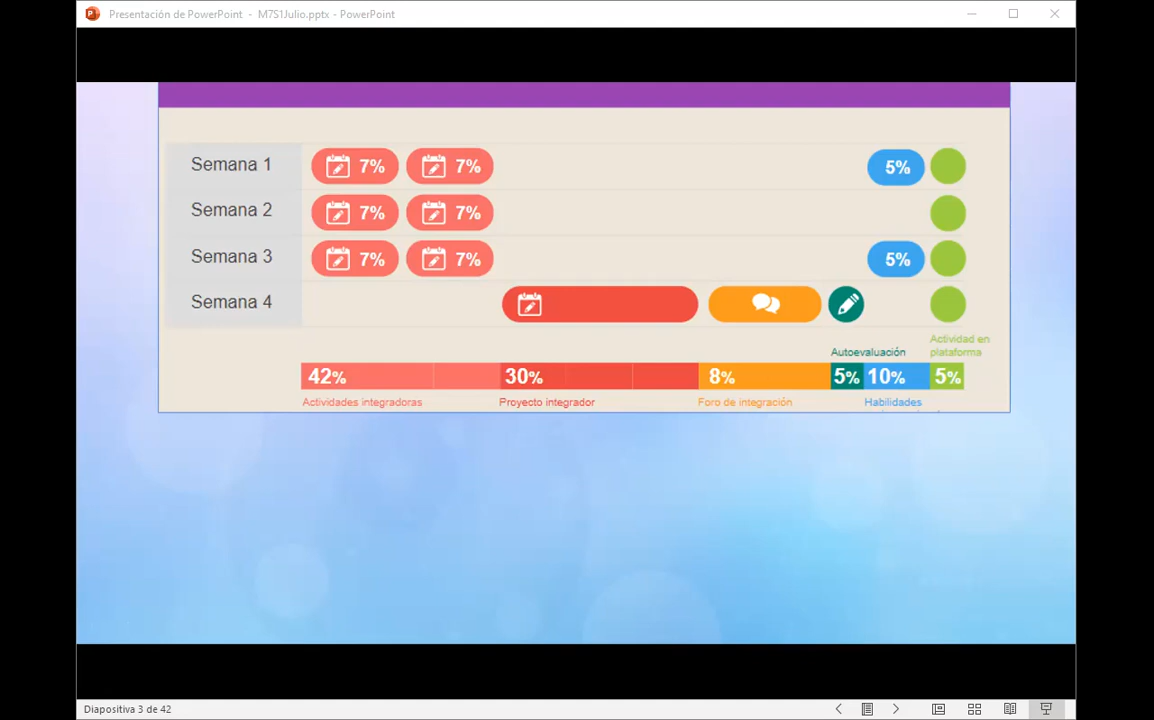 Presentación de PowerPoint - M7S1Julio.pptx - PowerPoint
Semana 1 7% 7% 5%
Semana 2 7% 7%
Semana 3 7% 7% 5%
Semana 4
Actividad en
Autoevaluación plataforma
42% 30% 8% 5% 10% 5%
Actividades integradoras Proyecto integrador Foro de integración Habilidades
Diapositiva 3 de 42